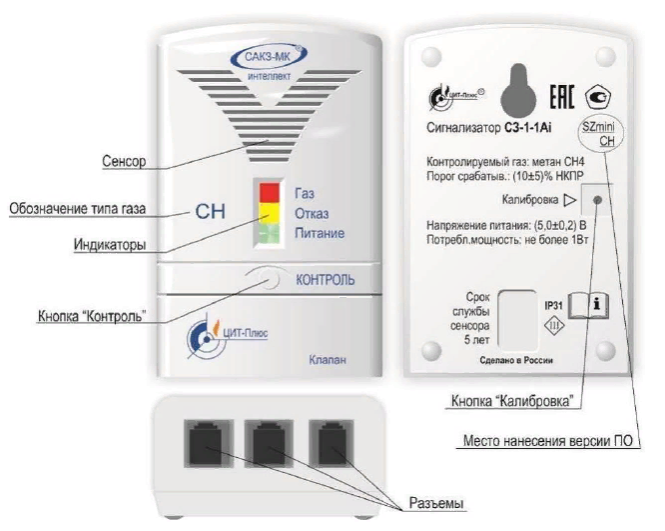 САКЗ-МК®
интеллект
Сенсор
Обозначение типа газа
CH
Индикаторы
Газ
Отказ
Питание
КОНТРОЛЬ
Кнопка “Контроль”
ЦИТ-Плюс
Клапан
ЦИТ-Плюс®
ЕАС
Сигнализатор СЗ-1-1Аi
SZmini
CH
Контролируемый газ: метан СН4
Порог срабатыв.: (10±5)% НКПР
Калибровка
Напряжение питания: (5,0±0,2) В
Потребл.мощность: не более 1Вт
Срок
службы
сенсора
5 лет
IP31
i
III
Сделано в России
Кнопка “Калибровка”
Место нанесения версии ПО
Разъемы